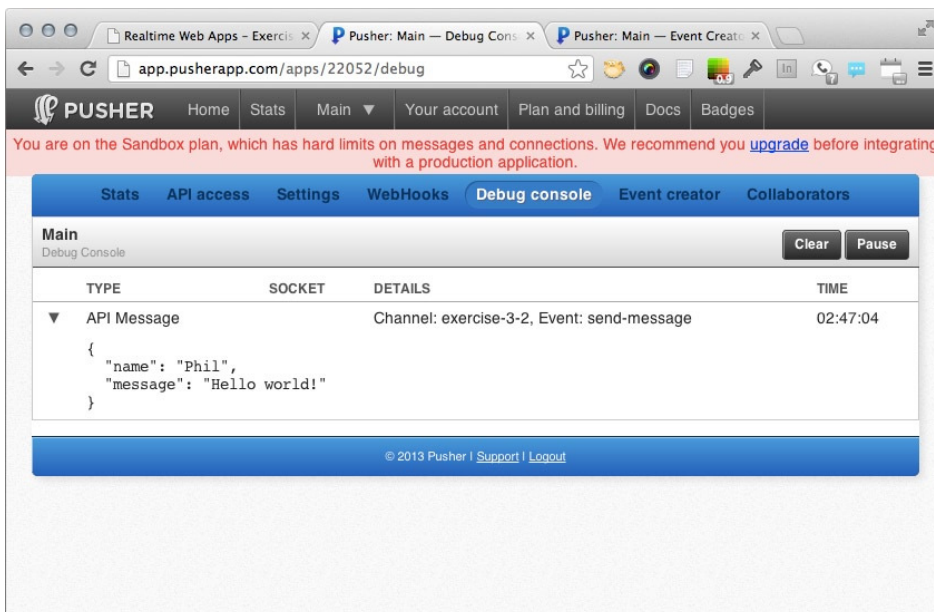 Realtime Web Apps – Exercis
Pusher: Main — Debug Cons
Pusher: Main — Event Creato
app.pusherapp.com/apps/22052/debug
0.9
In
PUSHER Home Stats Main ▼ Your account Plan and billing Docs Badges
You are on the Sandbox plan, which has hard limits on messages and connections. We recommend you upgrade before integrating
with a production application.
Stats API access Settings WebHooks Debug console Event creator Collaborators
Main
Debug Console
Clear Pause
TYPE SOCKET DETAILS TIME
▼ API Message Channel: exercise-3-2, Event: send-message 02:47:04
{
"name": "Phil",
"message": "Hello world!"
}
© 2013 Pusher | Support | Logout